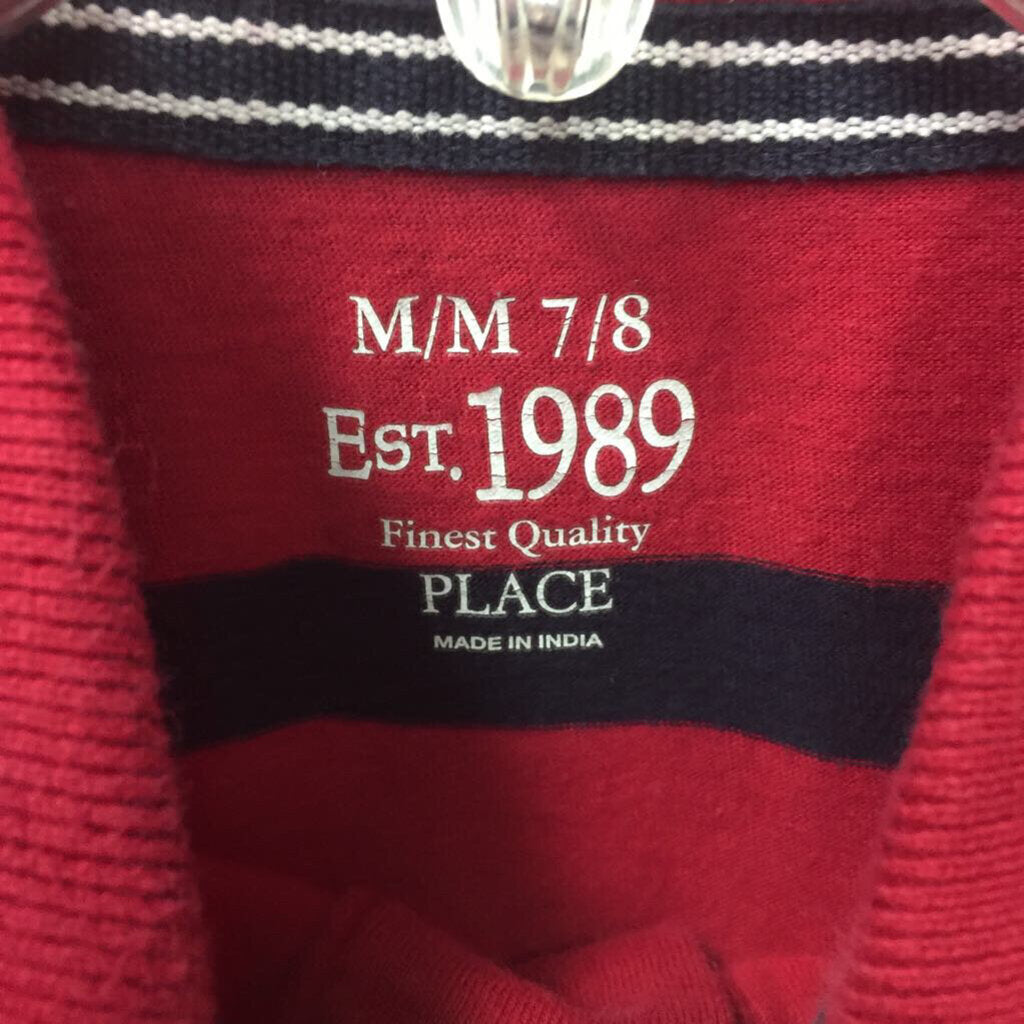 M/M 7/8
EST. 1989
Finest Quality
PLACE
MADE IN INDIA